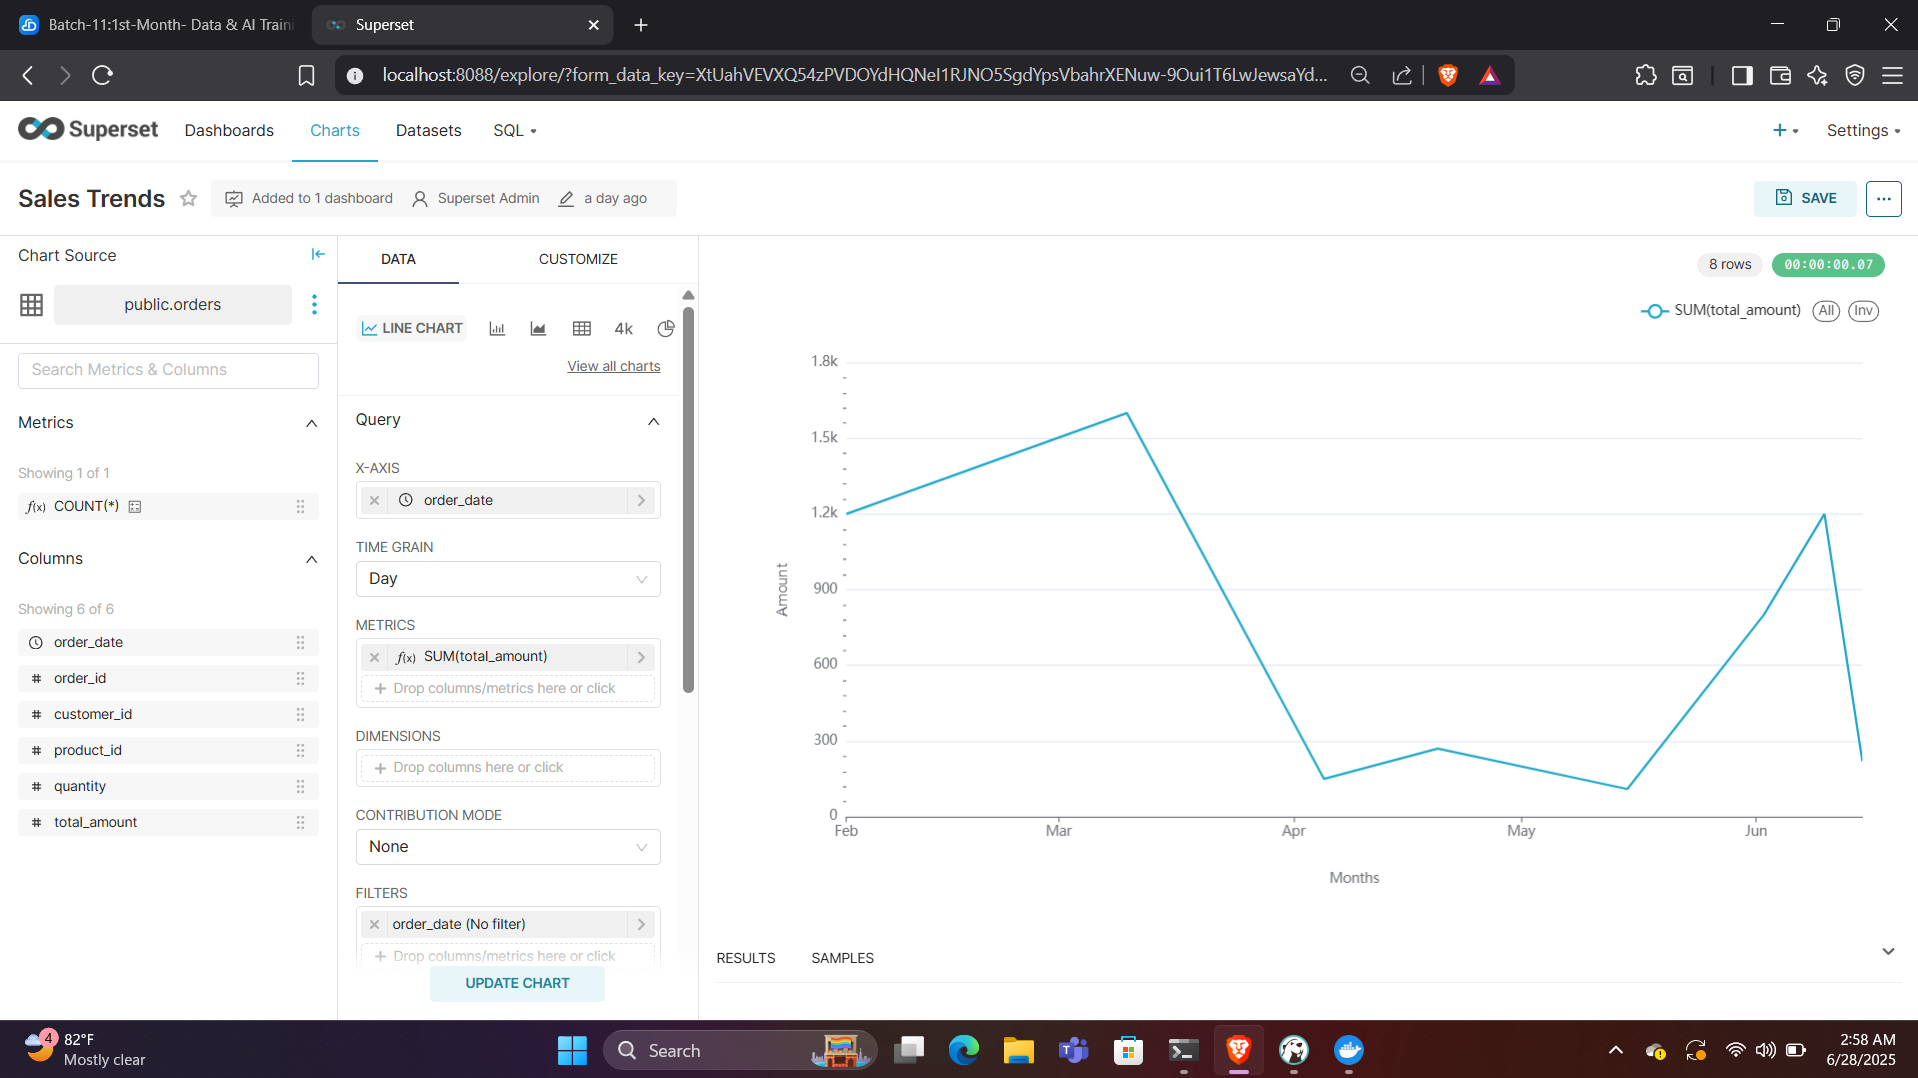 Batch-11:1st-Month- Data & AI Traini
Superset
localhost:8088/explore/?form_data_key=XtUahVEVXQ54zPVDOYdHQNeI1RJNO5SgdYpsVbahrXENuw-9Oui1T6LwJewsaYd...
Superset
Dashboards
Charts
Datasets
SQL
Settings
Sales Trends
Added to 1 dashboard
Superset Admin
a day ago
SAVE
Chart Source
public.orders
Search Metrics & Columns
Metrics
Showing 1 of 1
f(x) COUNT(*)
Columns
Showing 6 of 6
order_date
# order_id
# customer_id
# product_id
# quantity
# total_amount
DATA
CUSTOMIZE
LINE CHART
4k
View all charts
Query
X-AXIS
order_date
TIME GRAIN
Day
METRICS
f(x) SUM(total_amount)
+ Drop columns/metrics here or click
DIMENSIONS
+ Drop columns here or click
CONTRIBUTION MODE
None
FILTERS
order_date (No filter)
+ Drop columns/metrics here or click
UPDATE CHART
8 rows
00:00:00.07
SUM(total_amount)
All
Inv
1.8k
1.5k
1.2k
900
600
300
0
Amount
Feb
Mar
Apr
May
Jun
Months
RESULTS
SAMPLES
4
82°F
Mostly clear
Search
2:58 AM
6/28/2025